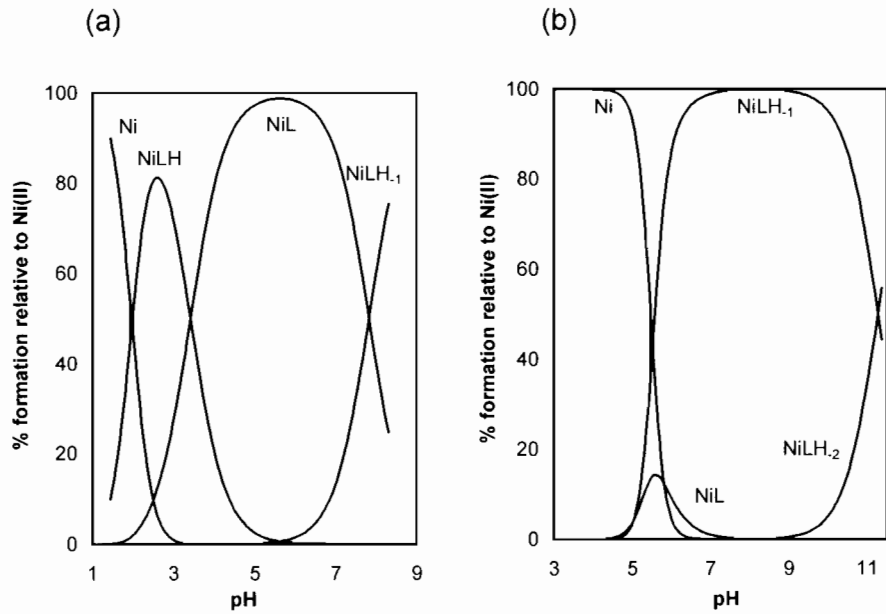 (a)
% formation relative to Ni(II)
100
80
60
40
20
0
Ni
NiLH
NiL
NiLH-1
1 3 5 7 9
pH
(b)
% formation relative to Ni(II)
100
80
60
40
20
0
Ni
NiLH-1
NiLH-2
NiL
3 5 7 9 11
pH